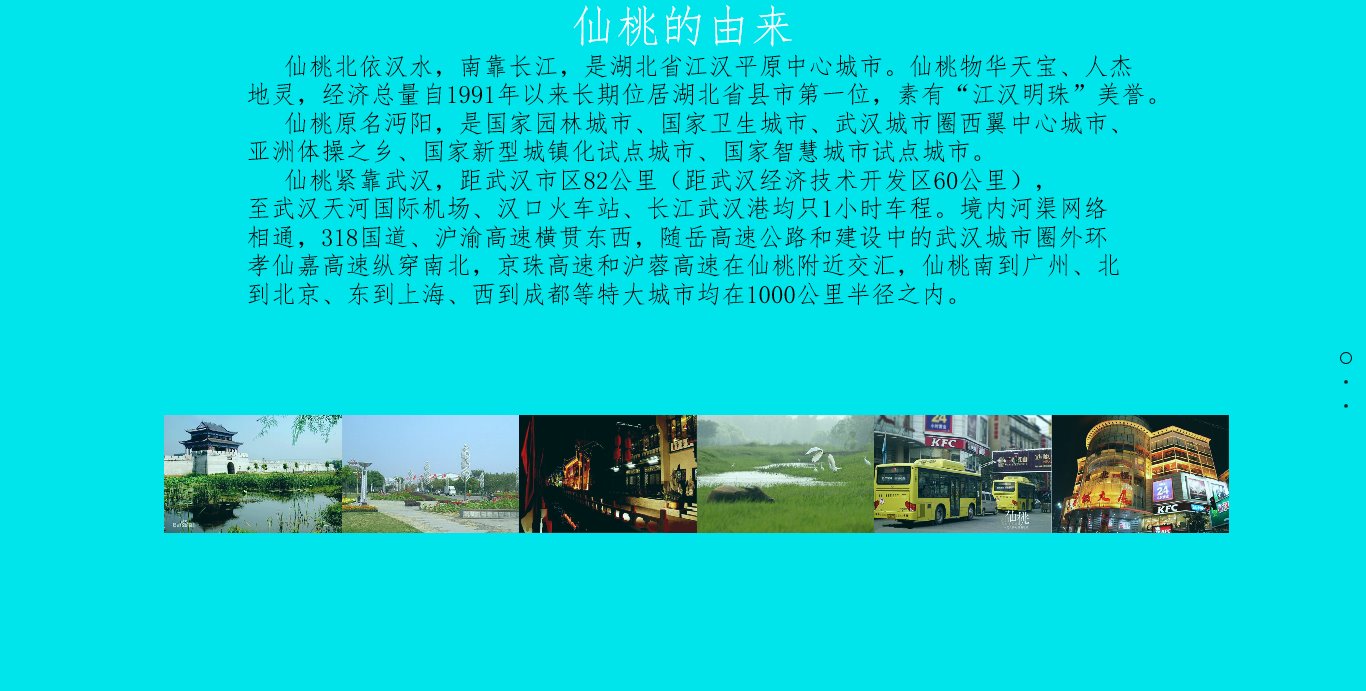 仙桃的由来
仙桃北依汉水，南靠长江，是湖北省江汉平原中心城市。仙桃物华天宝、人杰
地灵，经济总量自1991年以来长期位居湖北省县市第一位，素有“江汉明珠”美誉。
仙桃原名沔阳，是国家园林城市、国家卫生城市、武汉城市圈西翼中心城市、
亚洲体操之乡、国家新型城镇化试点城市、国家智慧城市试点城市。
仙桃紧靠武汉，距武汉市区82公里（距武汉经济技术开发区60公里），
至武汉天河国际机场、汉口火车站、长江武汉港均只1小时车程。境内河渠网络
相通，318国道、沪渝高速横贯东西，随岳高速公路和建设中的武汉城市圈外环
孝仙嘉高速纵穿南北，京珠高速和沪蓉高速在仙桃附近交汇，仙桃南到广州、北
到北京、东到上海、西到成都等特大城市均在1000公里半径之内。
24
KFC
仙桃
24
KFC